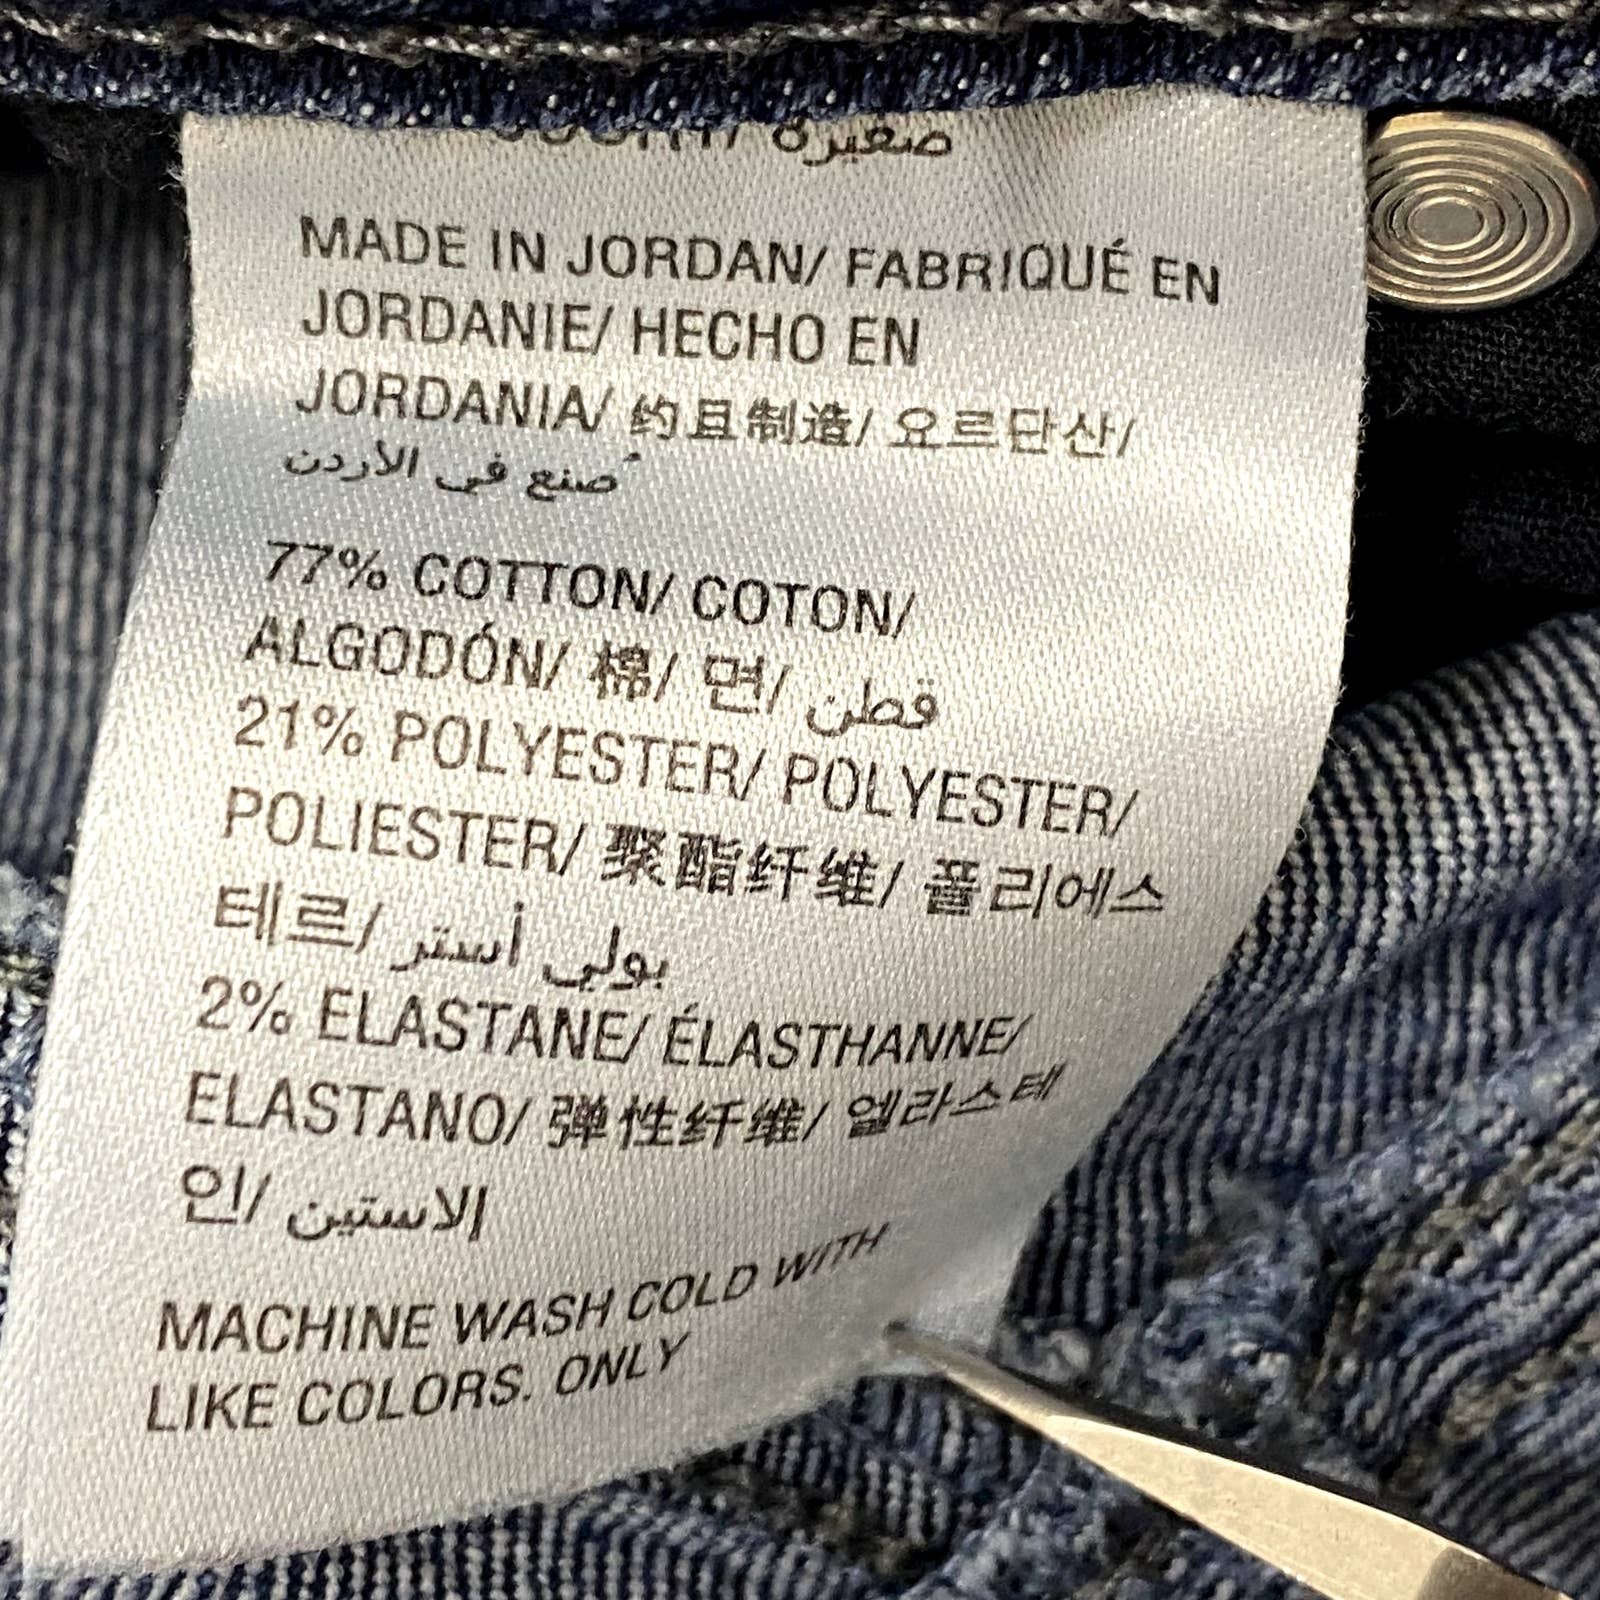 صغيرة
MADE IN JORDAN/ FABRIQUÉ EN
JORDANIE/ HECHO EN
JORDANIA/ 约旦制造/ 요르단산/
صُنع في الأردن
77% COTTON/ COTON/
ALGODÓN/ 棉/ 면/ قطن
21% POLYESTER/ POLYESTER/
POLIESTER/ 聚酯纤维/ 폴리에스
테르/ بولي أستر
2% ELASTANE/ ÉLASTHANNE/
ELASTANO/ 弹性纤维/ 엘라스테
인/ إلاستين
MACHINE WASH COLD WITH
LIKE COLORS. ONLY